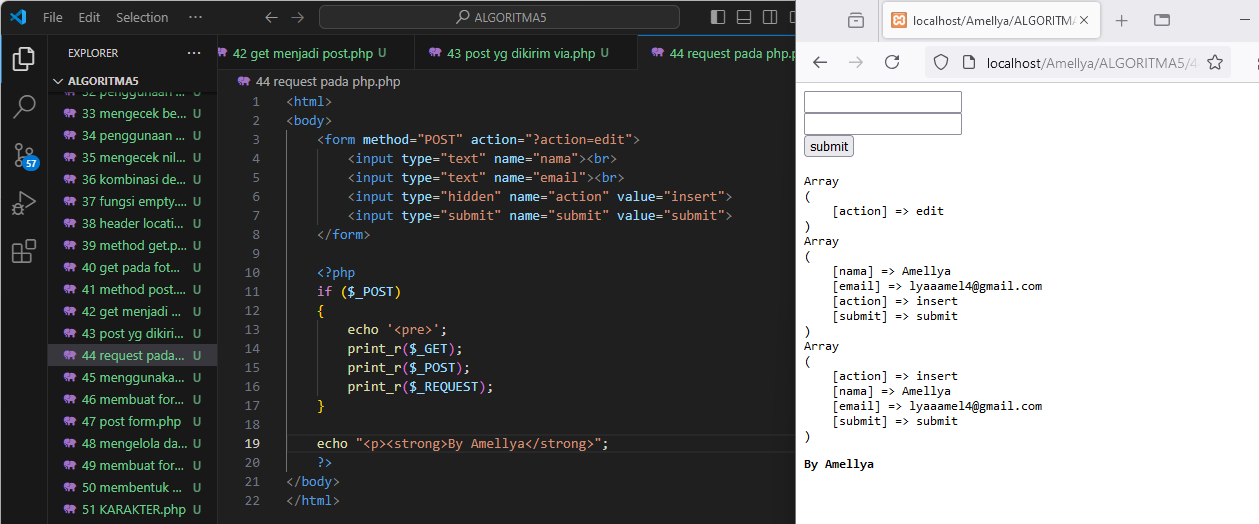 File Edit Selection ··· ALGORITMA5
EXPLORER ···
ALGORITMA5
32 penggunaan ... U
33 mengecek be... U
34 penggunaan ... U
35 mengecek nil... U
36 kombinasi de... U
37 fungsi empty.... U
38 header locati... U
39 method get.p... U
40 get pada fot... U
41 method post.... U
42 get menjadi ... U
43 post yg dikiri... U
44 request pada... U
45 menggunaka... U
46 membuat for... U
47 post form.php U
48 mengelola da... U
49 membuat for... U
50 membentuk ... U
51 KARAKTER.php U
57
42 get menjadi post.php U 43 post yg dikirim via.php U 44 request pada php.p
44 request pada php.php
1 <html>
2 <body>
3 <form method="POST" action="?action=edit">
4 <input type="text" name="nama"><br>
5 <input type="text" name="email"><br>
6 <input type="hidden" name="action" value="insert">
7 <input type="submit" name="submit" value="submit">
8 </form>
9
10 <?php
11 if ($_POST)
12 {
13 echo '<pre>';
14 print_r($_GET);
15 print_r($_POST);
16 print_r($_REQUEST);
17 }
18
19 echo "<p><strong>By Amellya</strong>";
20 ?>
21 </body>
22 </html>
localhost/Amellya/ALGORITMA
localhost/Amellya/ALGORITMA5/4
submit
Array
(
[action] => edit
)
Array
(
[nama] => Amellya
[email] => lyaaamel4@gmail.com
[action] => insert
[submit] => submit
)
Array
(
[action] => insert
[nama] => Amellya
[email] => lyaaamel4@gmail.com
[submit] => submit
)
By Amellya